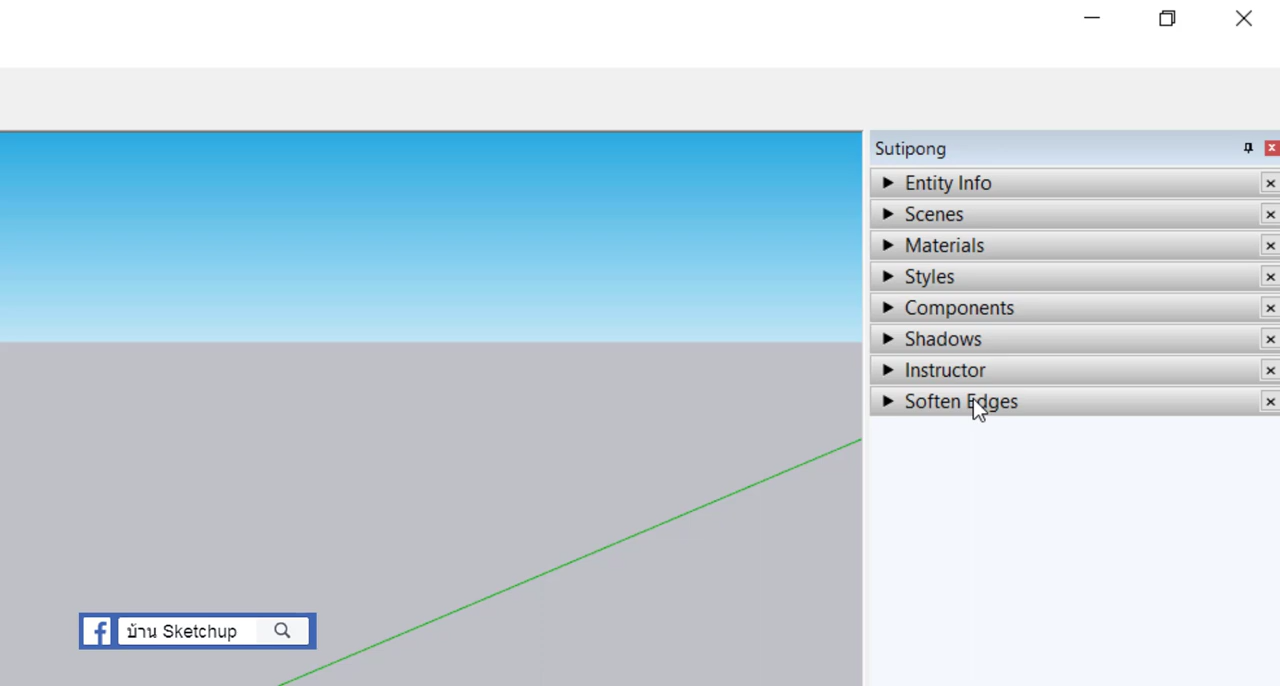 Sutipong
Entity Info
Scenes
Materials
Styles
Components
Shadows
Instructor
Soften Edges
บ้าน Sketchup